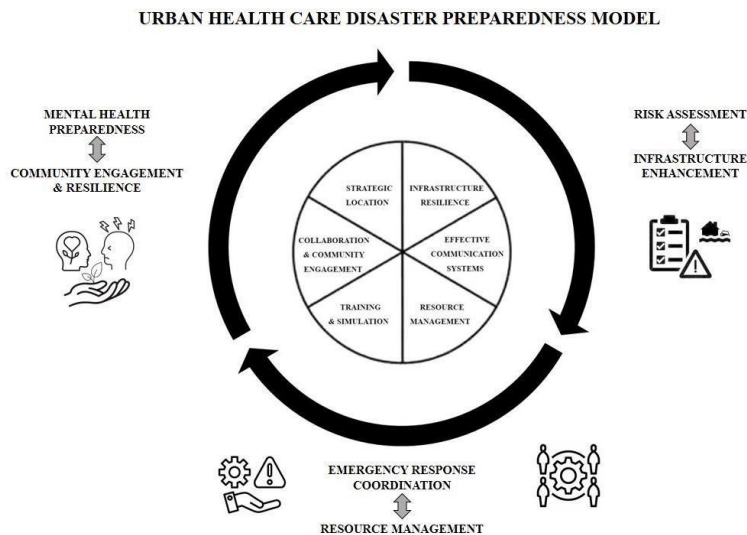 URBAN HEALTH CARE DISASTER PREPAREDNESS MODEL
MENTAL HEALTH
PREPAREDNESS
COMMUNITY ENGAGEMENT
& RESILIENCE
RISK ASSESSMENT
INFRASTRUCTURE
ENHANCEMENT
STRATEGIC
LOCATION
INFRASTRUCTURE
RESILIENCE
COLLABORATION
& COMMUNITY
ENGAGEMENT
EFFECTIVE
COMMUNICATION
SYSTEMS
TRAINING
& SIMULATION
RESOURCE
MANAGEMENT
EMERGENCY RESPONSE
COORDINATION
RESOURCE MANAGEMENT